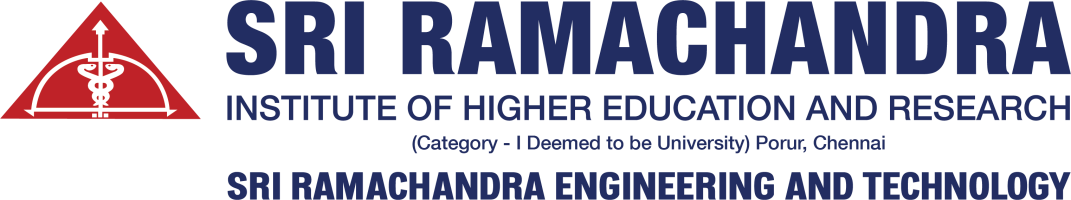 SRI RAMACHANDRA
INSTITUTE OF HIGHER EDUCATION AND RESEARCH
(Category - I Deemed to be University) Porur, Chennai
SRI RAMACHANDRA ENGINEERING AND TECHNOLOGY